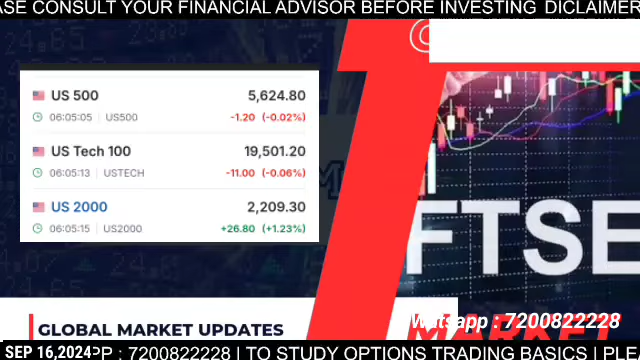 ASE CONSULT YOUR FINANCIAL ADVISOR BEFORE INVESTING DICLAIMER
US 500 5,624.80
06:05:05 US500 -1.20 (-0.02%)
US Tech 100 19,501.20
06:05:13 USTECH -11.00 (-0.06%)
US 2000 2,209.30
06:05:15 US2000 +26.80 (+1.23%)
FTSE
MARKET
GLOBAL MARKET UPDATES
Watsapp : 7200822228
SEP 16,2024 PP : 7200822228 | TO STUDY OPTIONS TRADING BASICS | PLE